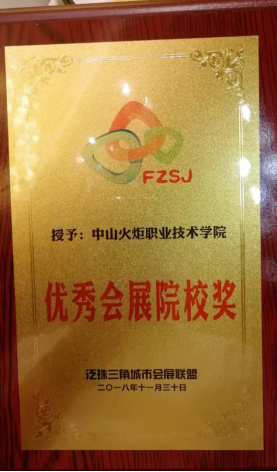 FZSJ
授予：中山火炬职业技术学院
优秀会展院校奖
泛珠三角城市会展联盟
二〇一八年十一月三十日